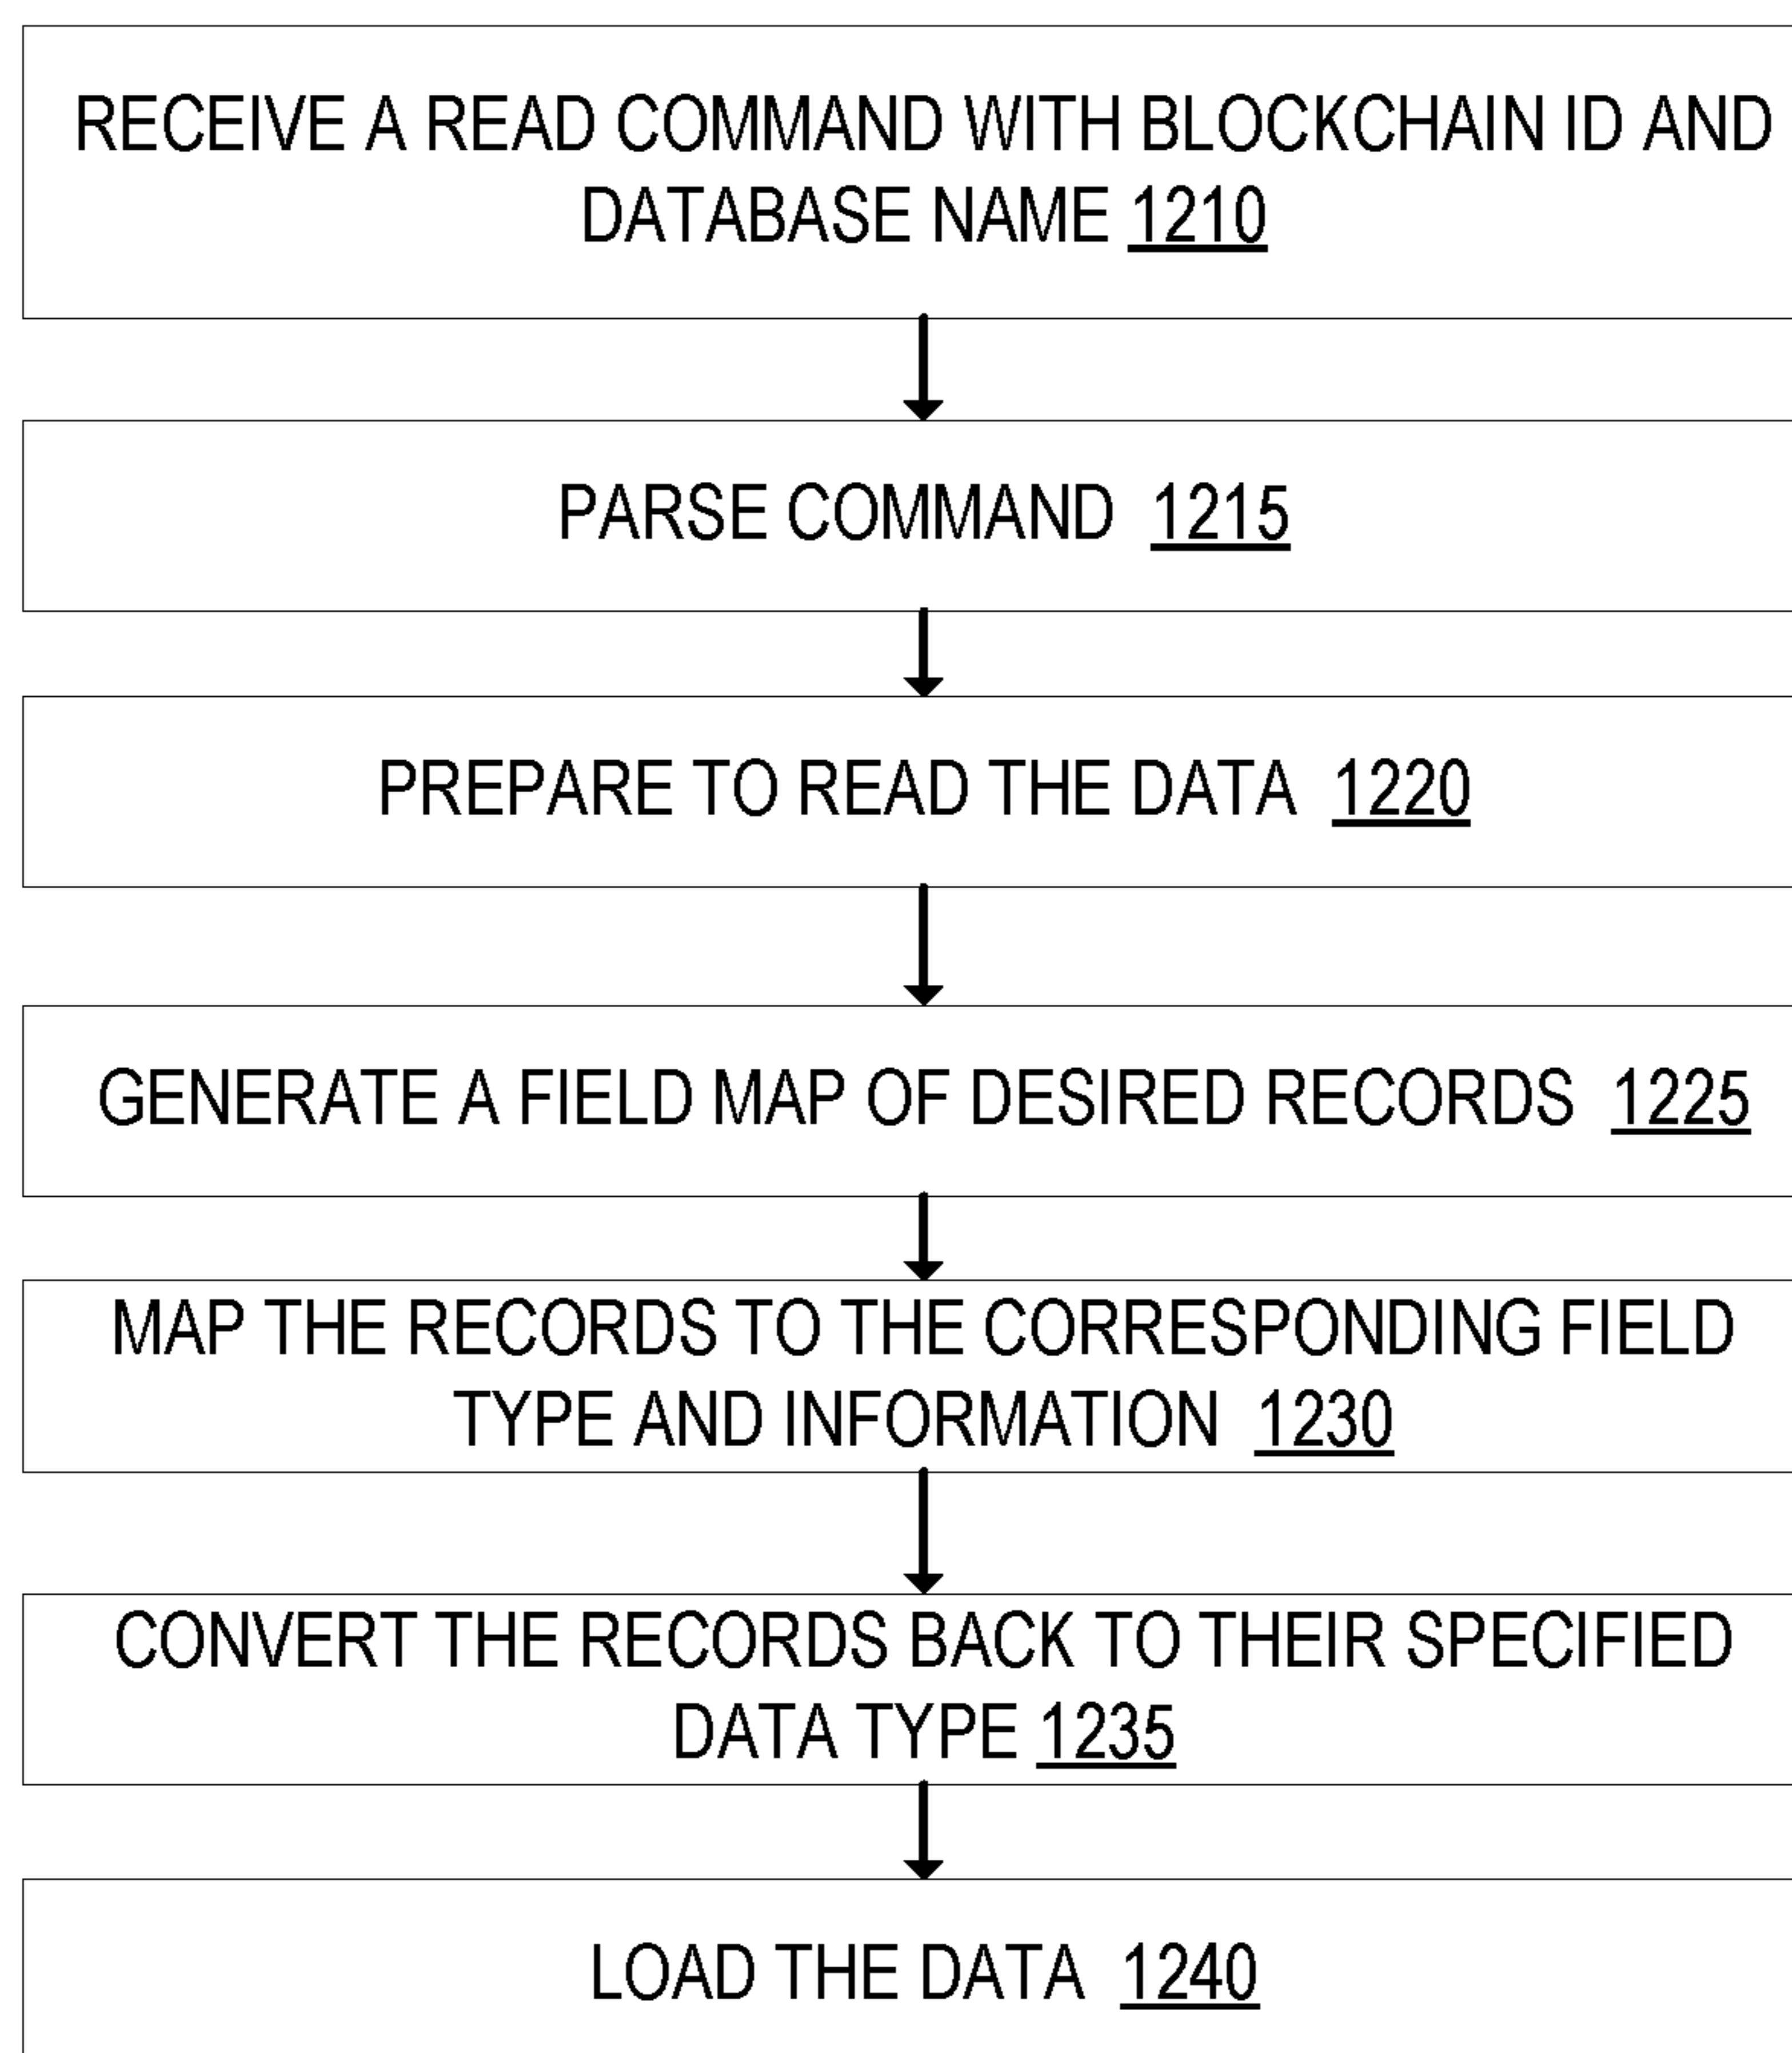 RECEIVE A READ COMMAND WITH BLOCKCHAIN ID AND
DATABASE NAME 1210
PARSE COMMAND 1215
PREPARE TO READ THE DATA 1220
GENERATE A FIELD MAP OF DESIRED RECORDS 1225
MAP THE RECORDS TO THE CORRESPONDING FIELD
TYPE AND INFORMATION 1230
CONVERT THE RECORDS BACK TO THEIR SPECIFIED
DATA TYPE 1235
LOAD THE DATA 1240